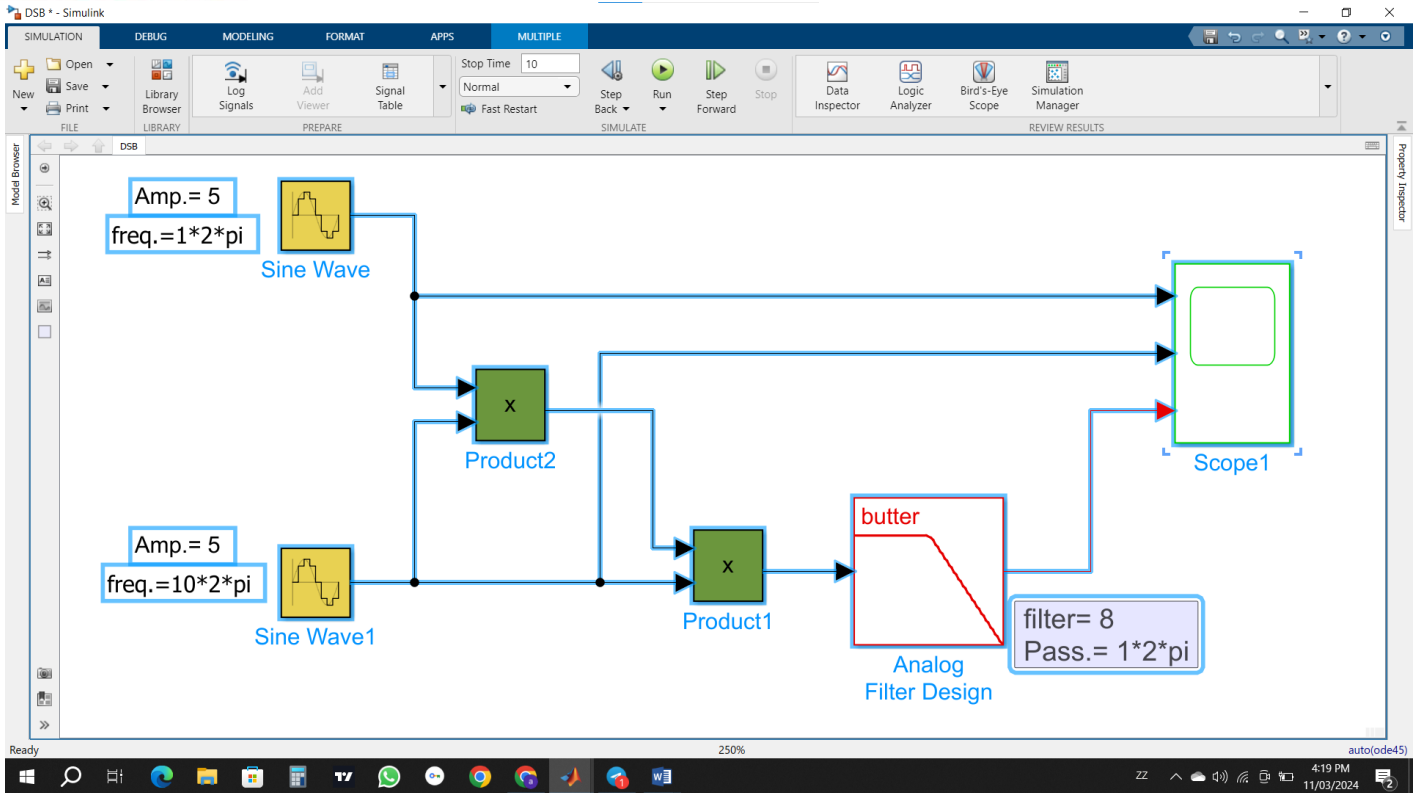 DSB * - Simulink
SIMULATION DEBUG MODELING FORMAT APPS MULTIPLE
New
Open
Save
Print
FILE
Library
Browser
LIBRARY
Log
Signals
Add
Viewer
Signal
Table
PREPARE
Stop Time 10
Normal
Fast Restart
Step
Back
Run
Step
Forward
Stop
SIMULATE
Data
Inspector
Logic
Analyzer
Bird's-Eye
Scope
Simulation
Manager
REVIEW RESULTS
Model Browser
DSB
Property Inspector
Amp.= 5
freq.=1*2*pi
Sine Wave
x
Product2
Scope1
Amp.= 5
freq.=10*2*pi
Sine Wave1
x
Product1
butter
Analog
Filter Design
filter= 8
Pass.= 1*2*pi
Ready 250% auto(ode45)
ZZ
4:19 PM
11/03/2024